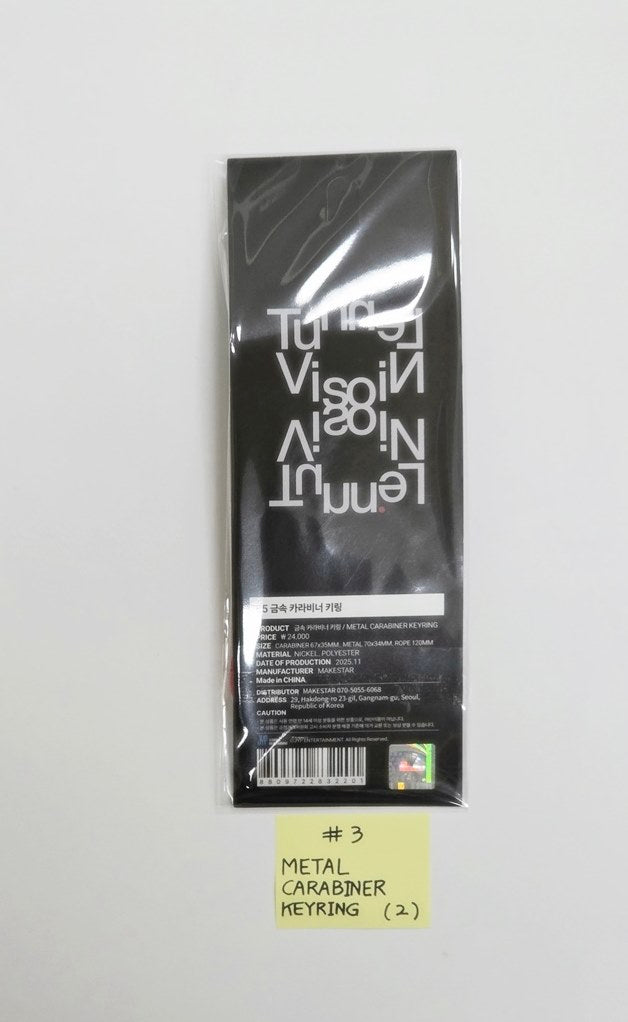 Tunnel
Vision
Vision
Tunnel
5 금속 카라비너 키링
PRODUCT 금속 카라비너 키링 / METAL CARABINER KEYRING
PRICE ₩ 24,000
SIZE CARABINER 67x35MM, METAL 70x34MM, ROPE 120MM
MATERIAL NICKEL, POLYESTER
DATE OF PRODUCTION 2025.11
MANUFACTURER MAKESTAR
Made in CHINA
DISTRIBUTOR MAKESTAR 070-5055-6068
ADDRESS 29, Hakdong-ro 23-gil, Gangnam-gu, Seoul,
Republic of Korea
CAUTION
ENTERTAINMENT. All Rights Reserved.
8809722832201
#3
METAL
CARABINER
KEYRING (2)